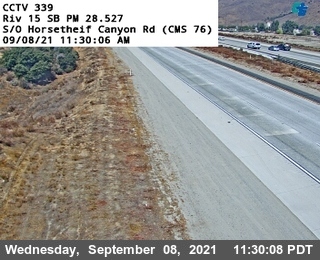 CCTV 339
Riv 15 SB PM 28.527
S/O Horsetheif Canyon Rd (CMS 76)
09/08/21 11:30:06 AM
Wednesday, September 08, 2021 11:30:08 PDT